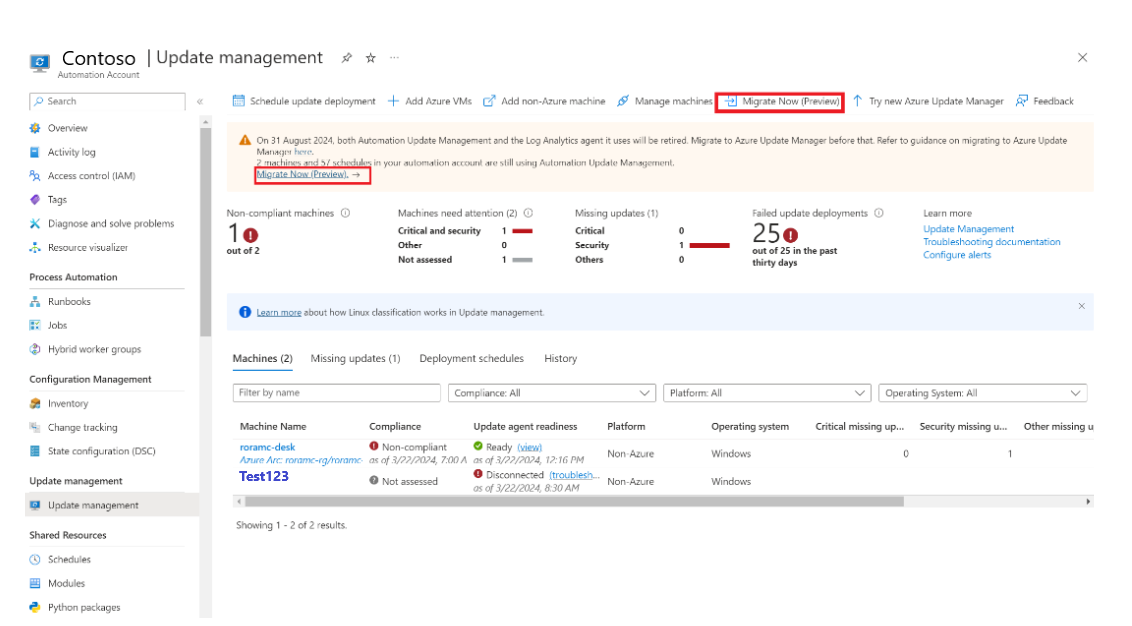 Contoso | Update management
Automation Account
Search
Schedule update deployment Add Azure VMs Add non-Azure machine Manage machines Migrate Now (Preview) Try new Azure Update Manager Feedback
Overview
Activity log
Access control (IAM)
Tags
Diagnose and solve problems
Resource visualizer
Process Automation
Runbooks
Jobs
Hybrid worker groups
Configuration Management
Inventory
Change tracking
State configuration (DSC)
Update management
Update management
Shared Resources
Schedules
Modules
Python packages
On 31 August 2024, both Automation Update Management and the Log Analytics agent it uses will be retired. Migrate to Azure Update Manager before that. Refer to guidance on migrating to Azure Update
Manager here.
2 machines and 57 schedules in your automation account are still using Automation Update Management.
Migrate Now (Preview). →
Non-compliant machines
1
out of 2
Machines need attention (2)
Critical and security 1
Other 0
Not assessed 1
Missing updates (1)
Critical 0
Security 1
Others 0
Failed update deployments
25
out of 25 in the past
thirty days
Learn more
Update Management
Troubleshooting documentation
Configure alerts
Learn more about how Linux classification works in Update management.
Machines (2) Missing updates (1) Deployment schedules History
Filter by name Compliance: All Platform: All Operating System: All
Machine Name Compliance Update agent readiness Platform Operating system Critical missing up... Security missing u... Other missing u
roramc-desk Non-compliant Ready (view) Non-Azure Windows 0 1
Azure Arc: roramc-rg/roramc- as of 3/22/2024, 7:00 A as of 3/22/2024, 12:16 PM
Test123 Not assessed Disconnected (troublesh... Non-Azure Windows
as of 3/22/2024, 8:30 AM
Showing 1 - 2 of 2 results.